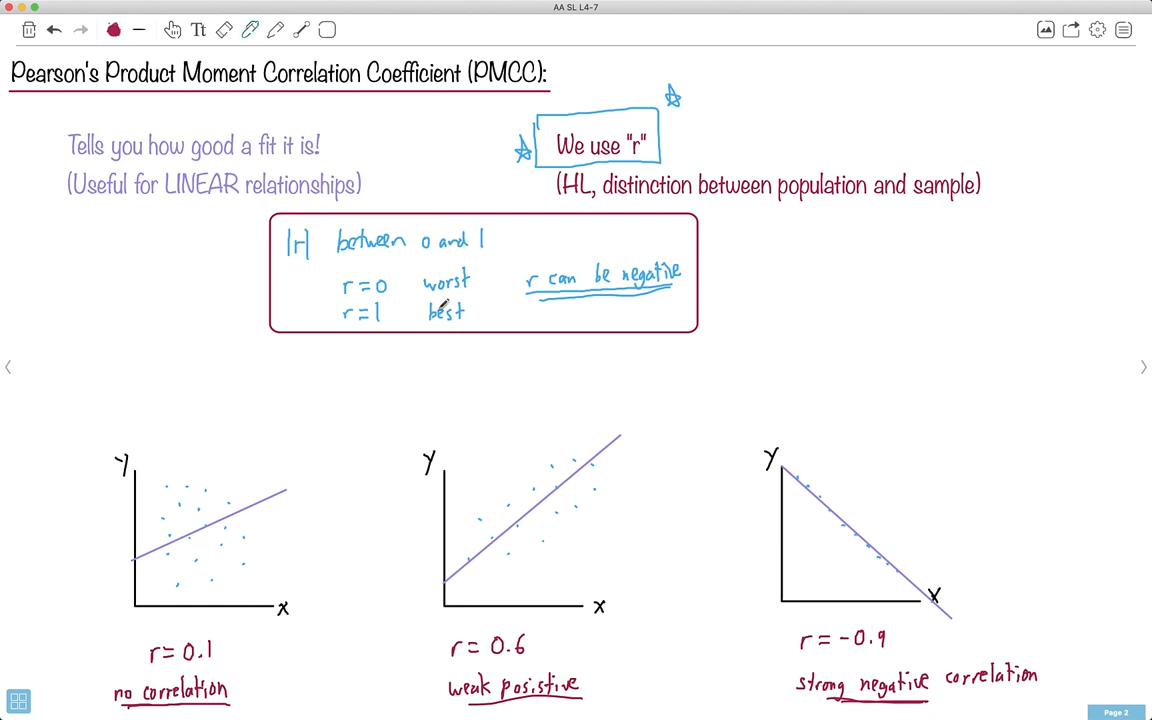 AA SL L4-7
Tt
Pearson's Product Moment Correlation Coefficient (PMCC):
Tells you how good a fit it is!
(Useful for LINEAR relationships)
We use "r"
(HL, distinction between population and sample)
|r| between 0 and 1
r = 0 worst
r can be negative
r = 1 best
y
x
r = 0.1
no correlation
y
x
r = 0.6
weak posistive
y
x
r = -0.9
strong negative correlation
Page 2